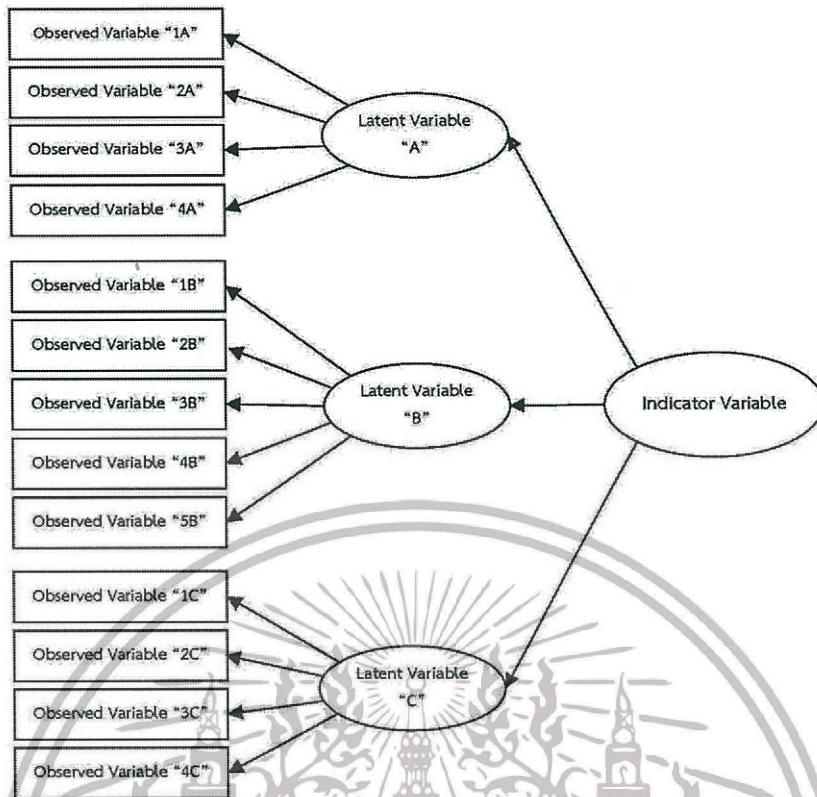 Observed Variable "1A"
Observed Variable "2A"
Observed Variable "3A"
Observed Variable "4A"
Latent Variable
"A"
Observed Variable "1B"
Observed Variable "2B"
Observed Variable "3B"
Observed Variable "4B"
Observed Variable "5B"
Latent Variable
"B"
Indicator Variable
Observed Variable "1C"
Observed Variable "2C"
Observed Variable "3C"
Observed Variable "4C"
Latent Variable
"C"